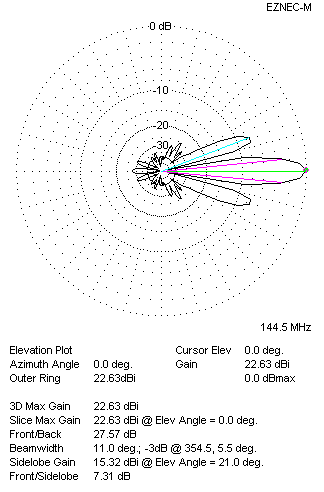 EZNEC-M
0 dB
-10
-20
-30
144.5 MHz
Elevation Plot Cursor Elev 0.0 deg.
Azimuth Angle 0.0 deg. Gain 22.63 dBi
Outer Ring 22.63dBi 0.0 dBmax
3D Max Gain 22.63 dBi
Slice Max Gain 22.63 dBi @ Elev Angle = 0.0 deg.
Front/Back 27.57 dB
Beamwidth 11.0 deg.; -3dB @ 354.5, 5.5 deg.
Sidelobe Gain 15.32 dBi @ Elev Angle = 21.0 deg.
Front/Sidelobe 7.31 dB